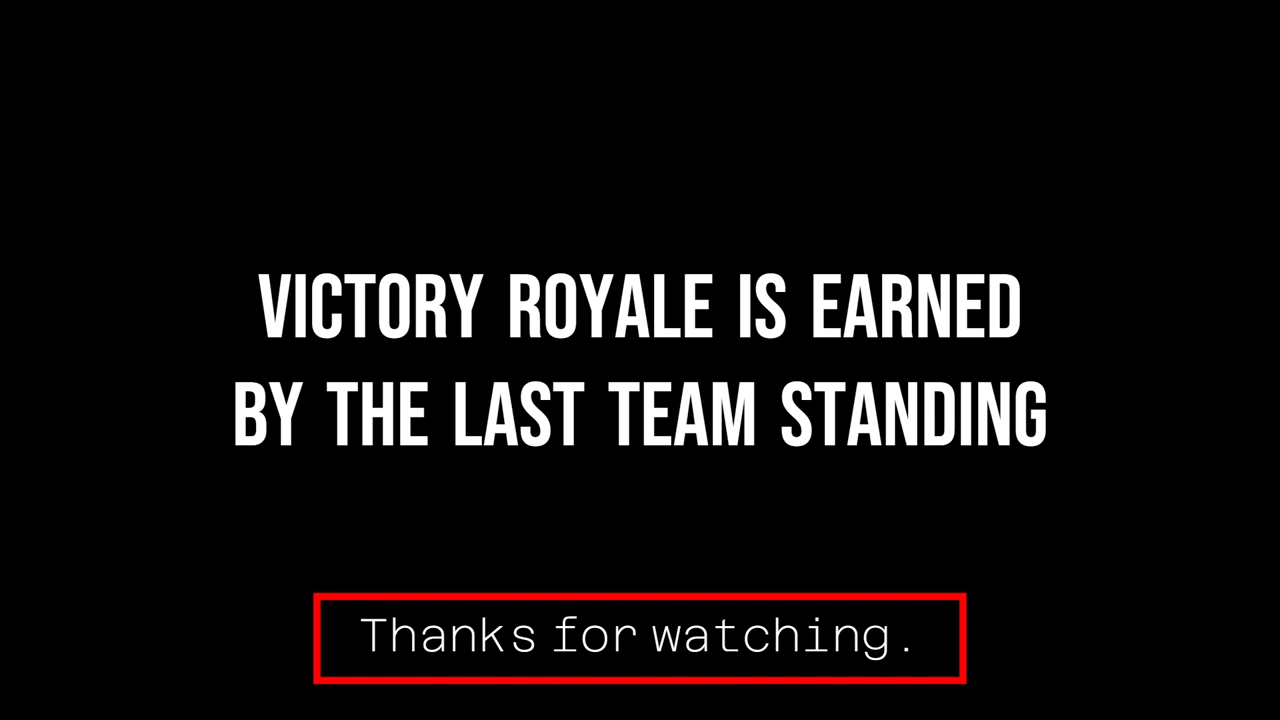 VICTORY ROYALE IS EARNED
BY THE LAST TEAM STANDING
Thanks for watching.